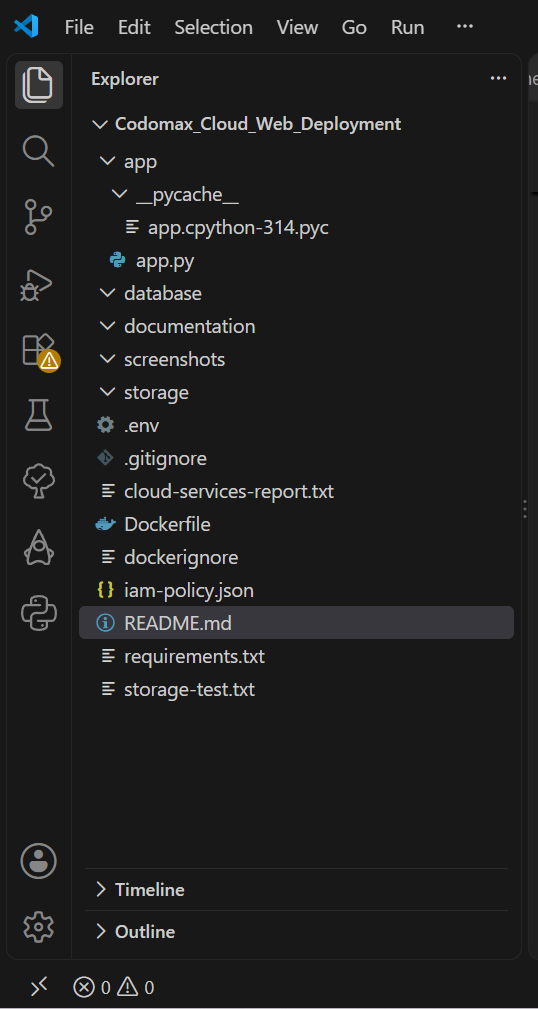 File Edit Selection View Go Run ···
Explorer ···
Codomax_Cloud_Web_Deployment
app
__pycache__
app.cpython-314.pyc
app.py
database
documentation
screenshots
storage
.env
.gitignore
cloud-services-report.txt
Dockerfile
dockerignore
iam-policy.json
README.md
requirements.txt
storage-test.txt
Timeline
Outline
0 0